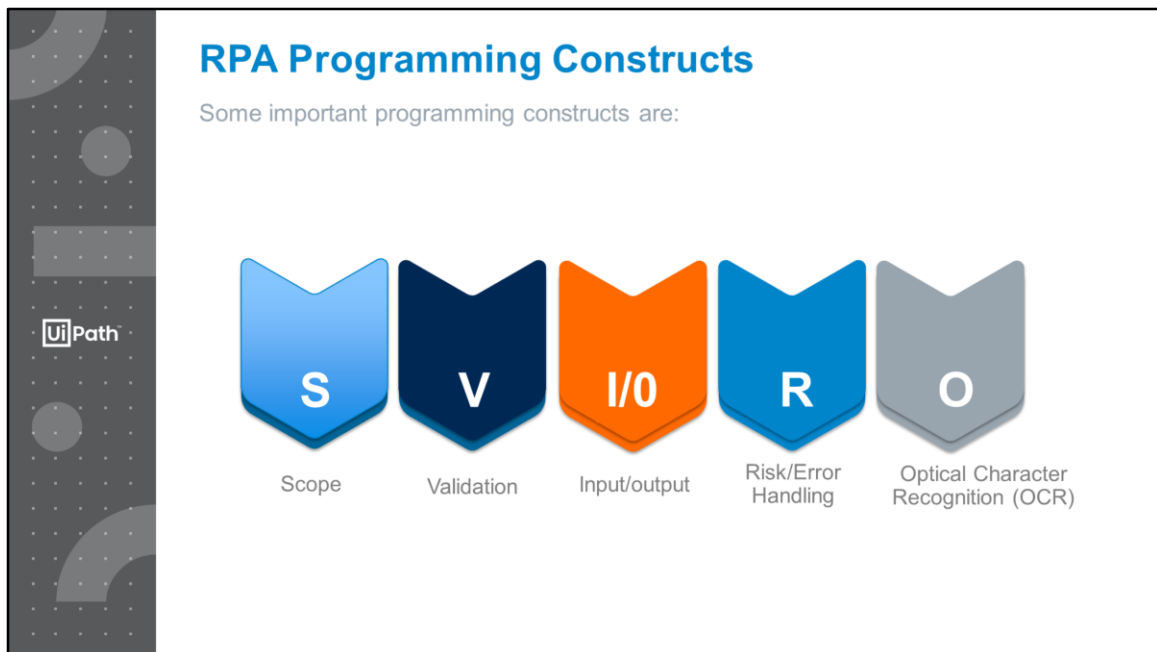 RPA Programming Constructs
Some important programming constructs are:
UiPath
S
V
I/0
R
O
Scope
Validation
Input/output
Risk/Error
Handling
Optical Character
Recognition (OCR)